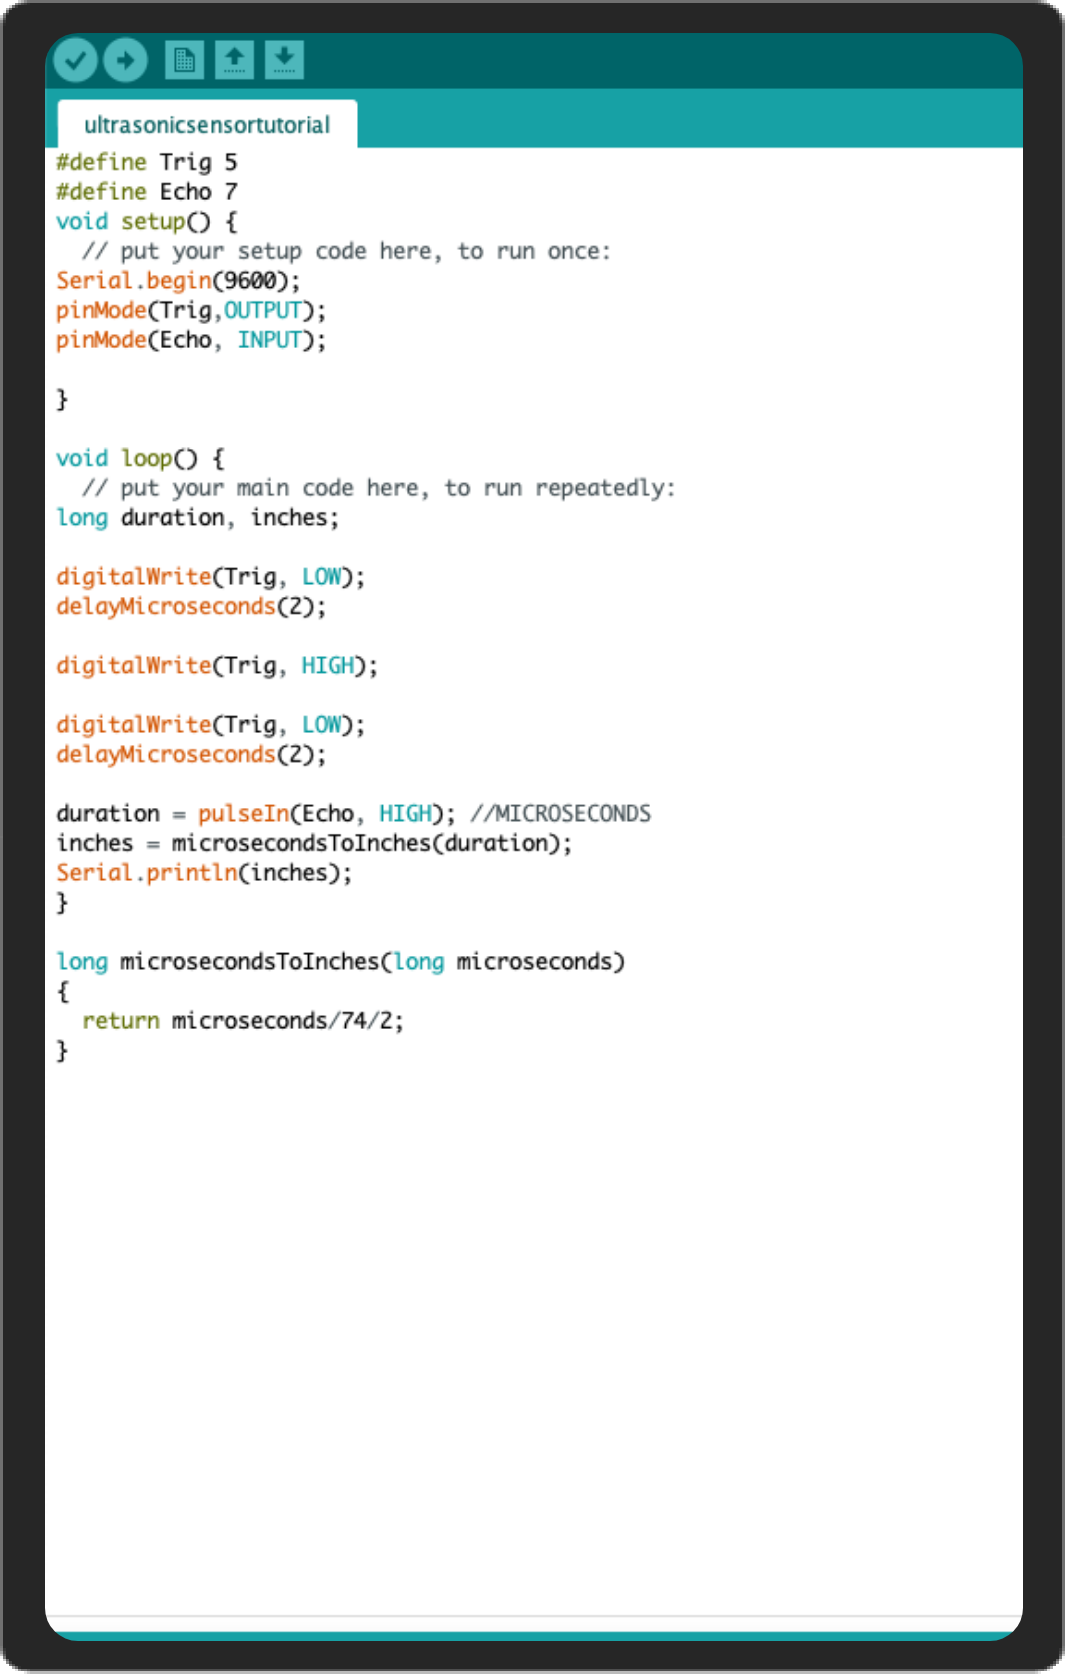 ultrasonicsensortutorial
#define Trig 5
#define Echo 7
void setup() {
  // put your setup code here, to run once:
Serial.begin(9600);
pinMode(Trig,OUTPUT);
pinMode(Echo, INPUT);
}
void loop() {
  // put your main code here, to run repeatedly:
long duration, inches;
digitalWrite(Trig, LOW);
delayMicroseconds(2);
digitalWrite(Trig, HIGH);
digitalWrite(Trig, LOW);
delayMicroseconds(2);
duration = pulseIn(Echo, HIGH); //MICROSECONDS
inches = microsecondsToInches(duration);
Serial.println(inches);
}
long microsecondsToInches(long microseconds)
{
  return microseconds/74/2;
}